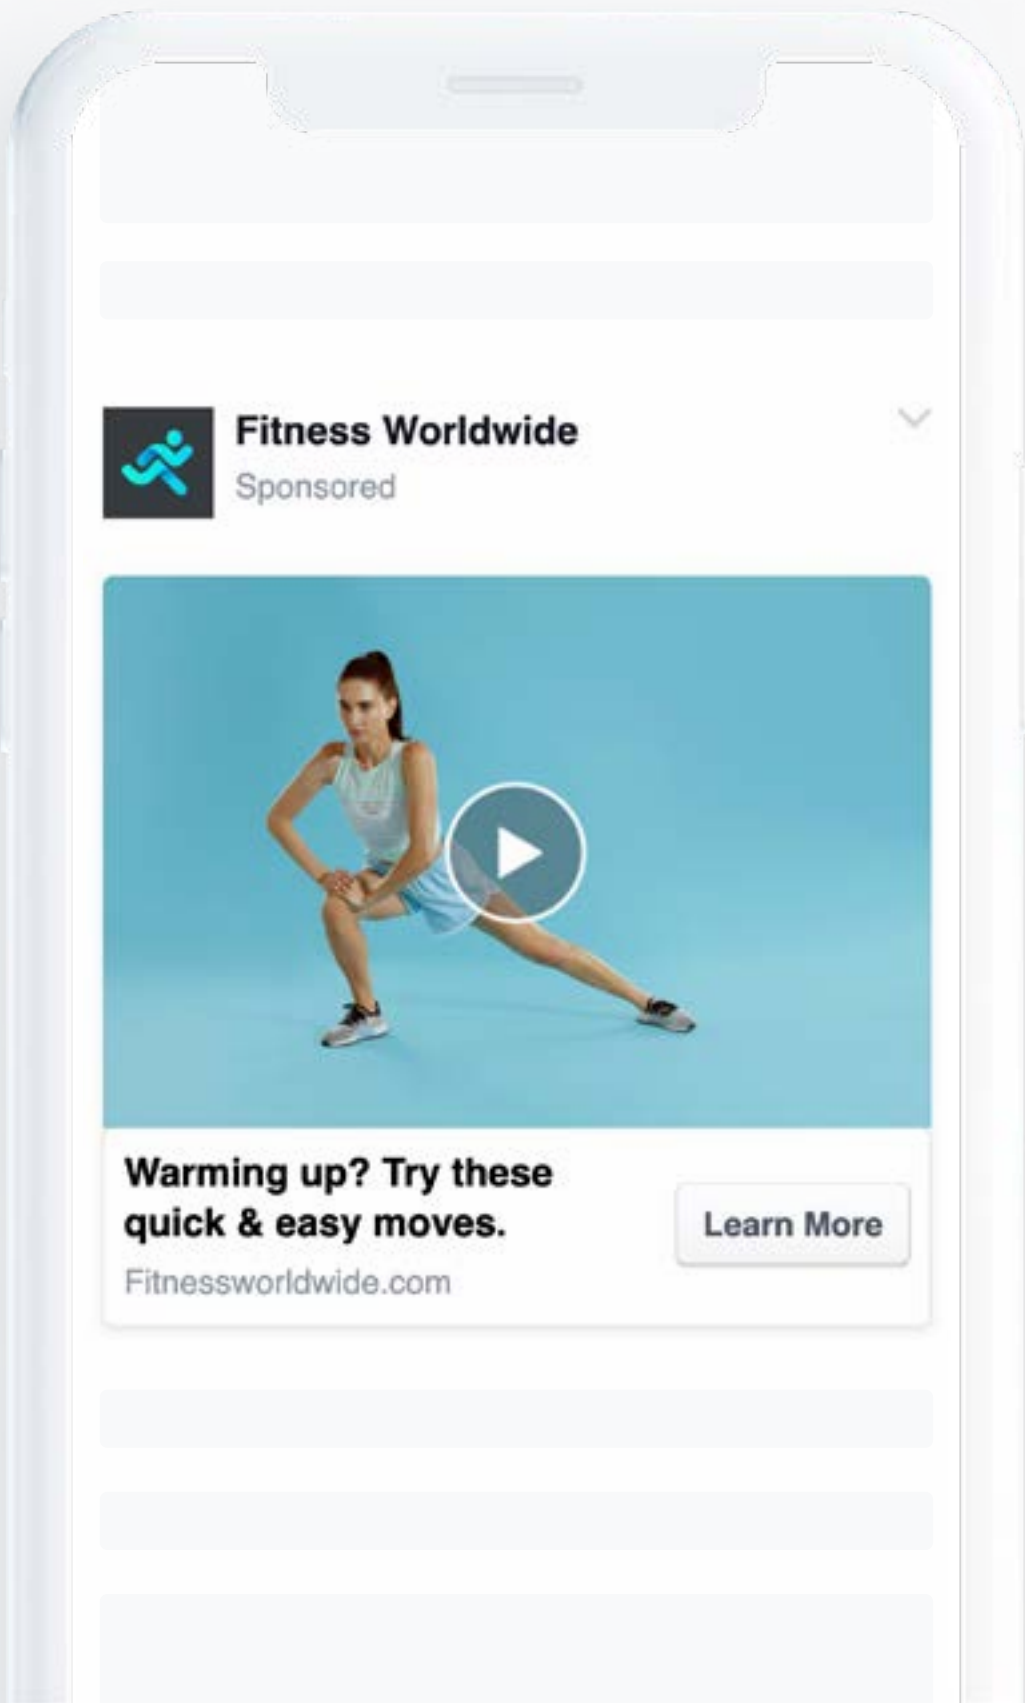 Fitness Worldwide
Sponsored
Warming up? Try these
quick & easy moves.
Learn More
Fitnessworldwide.com